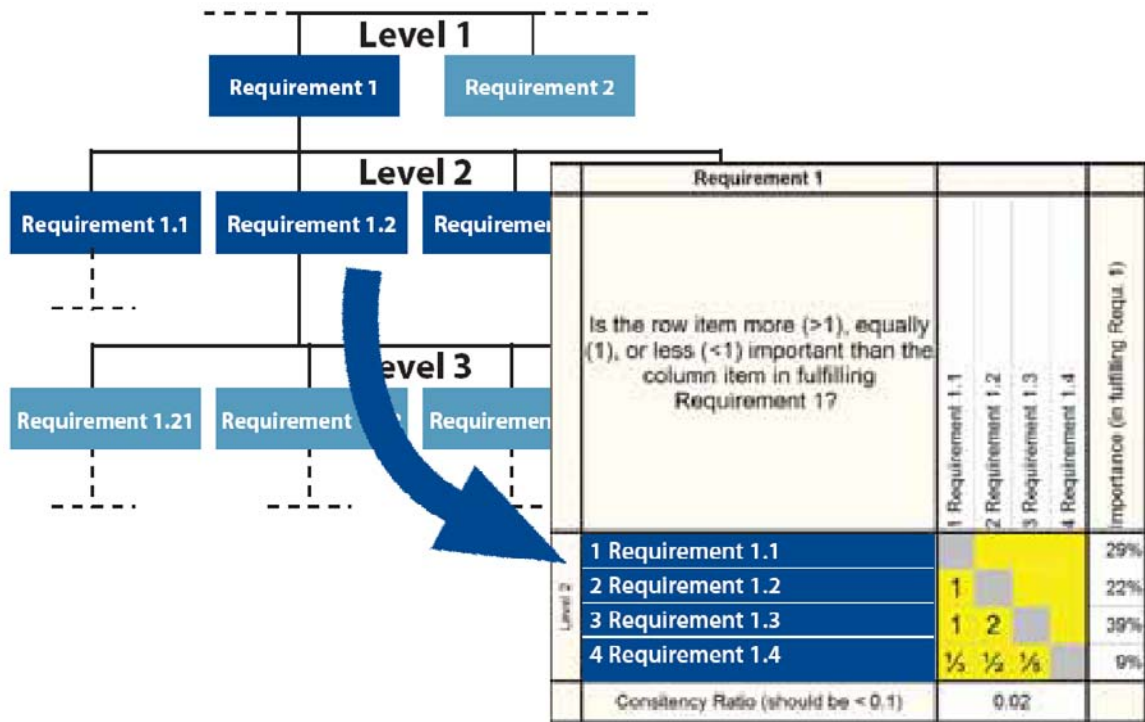 Level 1
Requirement 1
Requirement 2
Level 2
Requirement 1.1
Requirement 1.2
Requiremen
Level 3
Requirement 1.21
Requirement
Requiremen
Requirement 1
Is the row item more (>1), equally
(1), or less (<1) important than the
column item in fulfilling
Requirement 1?
1 Requirement 1.1
2 Requirement 1.2
3 Requirement 1.3
4 Requirement 1.4
Importance (in fulfilling Requ. 1)
Level 2
1 Requirement 1.1 29%
2 Requirement 1.2 1 22%
3 Requirement 1.3 1 2 39%
4 Requirement 1.4 ⅓ ½ 9%
Consitency Ratio (should be < 0.1) 0.02